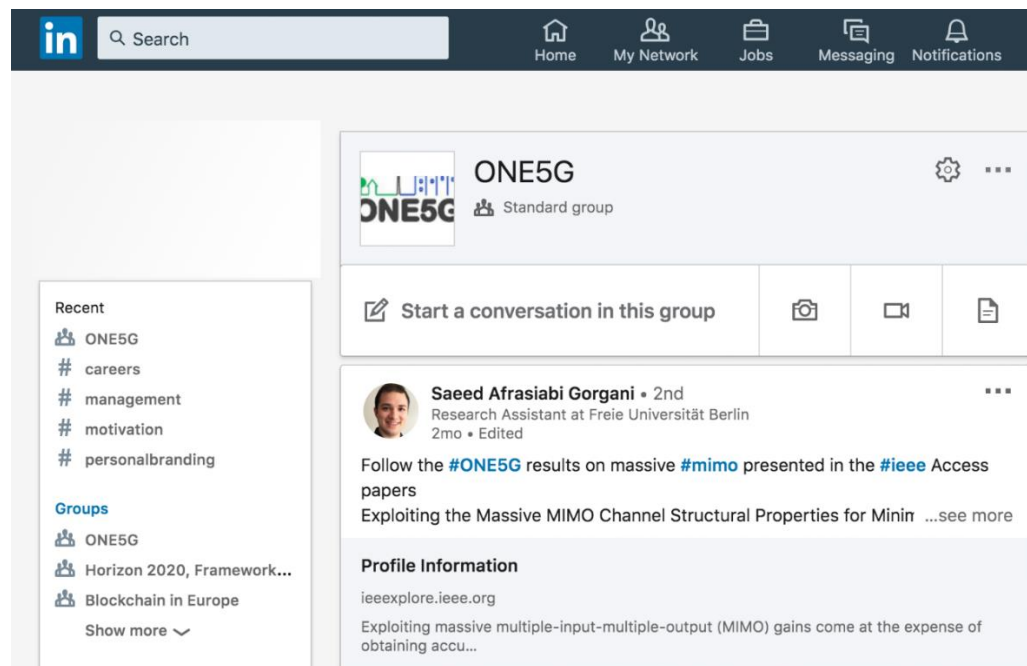 in
Search
Home
My Network
Jobs
Messaging
Notifications
Recent
ONE5G
# careers
# management
# motivation
# personalbranding
Groups
ONE5G
Horizon 2020, Framework...
Blockchain in Europe
Show more
ONE5G
ONE5G
Standard group
Start a conversation in this group
Saeed Afrasiabi Gorgani • 2nd
Research Assistant at Freie Universität Berlin
2mo • Edited
Follow the #ONE5G results on massive #mimo presented in the #ieee Access
papers
Exploiting the Massive MIMO Channel Structural Properties for Minim ...see more
Profile Information
ieeexplore.ieee.org
Exploiting massive multiple-input-multiple-output (MIMO) gains come at the expense of
obtaining accu...